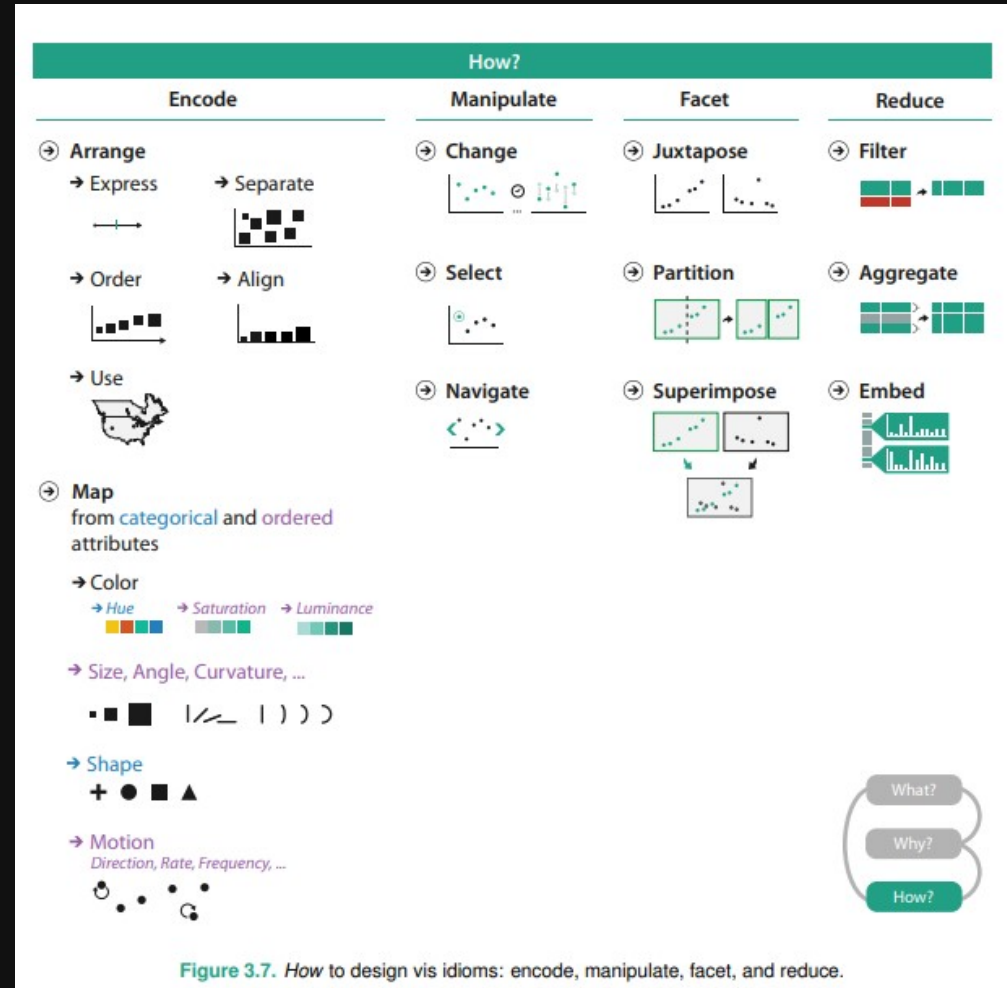 How?
Encode
Manipulate
Facet
Reduce
Arrange
Express
Separate
Order
Align
Use
Map
from categorical and ordered
attributes
Color
Hue
Saturation
Luminance
Size, Angle, Curvature, ...
Shape
Motion
Direction, Rate, Frequency, ...
Change
...
Select
Navigate
Juxtapose
Partition
Superimpose
Filter
Aggregate
Embed
What?
Why?
How?
Figure 3.7. How to design vis idioms: encode, manipulate, facet, and reduce.